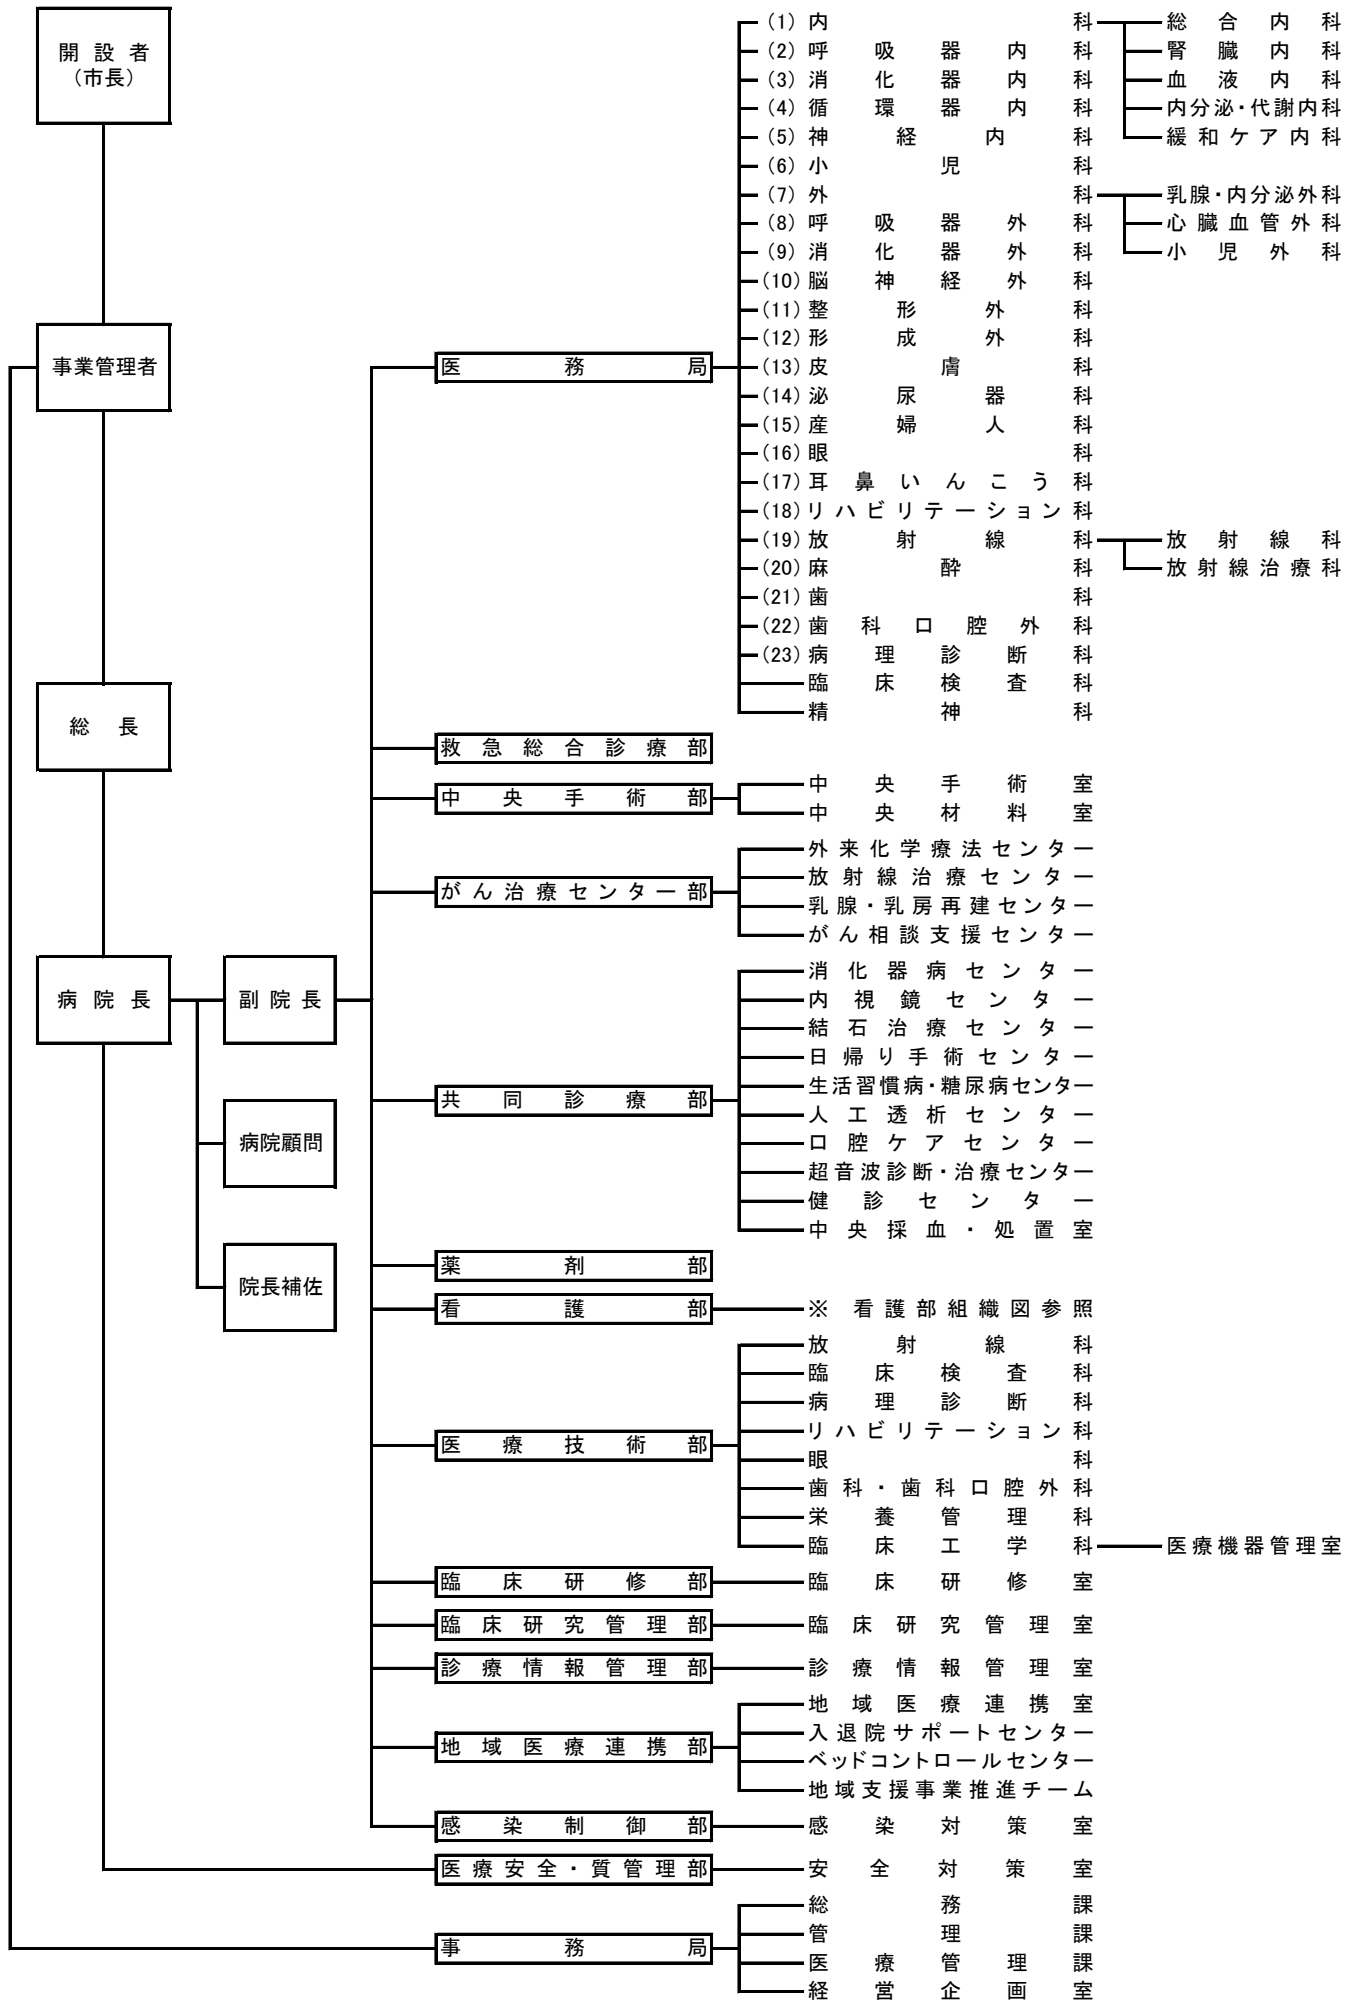 開設者
(市長)
事業管理者
総長
病院長
副院長
病院顧問
院長補佐
医務局
(1)内科
総合内科
腎臓内科
血液内科
内分泌・代謝内科
緩和ケア内科
(2)呼吸器内科
(3)消化器内科
(4)循環器内科
(5)神経内科
(6)小児科
(7)外科
乳腺・内分泌外科
心臓血管外科
小児外科
(8)呼吸器外科
(9)消化器外科
(10)脳神経外科
(11)整形外科
(12)形成外科
(13)皮膚科
(14)泌尿器科
(15)産婦人科
(16)眼科
(17)耳鼻いんこう科
(18)リハビリテーション科
(19)放射線科
放射線科
放射線治療科
(20)麻酔科
(21)歯科
(22)歯科口腔外科
(23)病理診断科
臨床検査科
精神科
救急総合診療部
中央手術部
中央手術室
中央材料室
がん治療センター部
外来化学療法センター
放射線治療センター
乳腺・乳房再建センター
がん相談支援センター
共同診療部
消化器病センター
内視鏡センター
結石治療センター
日帰り手術センター
生活習慣病・糖尿病センター
人工透析センター
口腔ケアセンター
超音波診断・治療センター
健診センター
中央採血・処置室
薬剤部
看護部
※ 看護部組織図参照
医療技術部
放射線科
臨床検査科
病理診断科
リハビリテーション科
眼科
歯科・歯科口腔外科
栄養管理科
臨床工学科
医療機器管理室
臨床研修部
臨床研修室
臨床研究管理部
臨床研究管理室
診療情報管理部
診療情報管理室
地域医療連携部
地域医療連携室
入退院サポートセンター
ベッドコントロールセンター
地域支援事業推進チーム
感染制御部
感染対策室
医療安全・質管理部
安全対策室
事務局
総務課
管理課
医療管理課
経営企画室